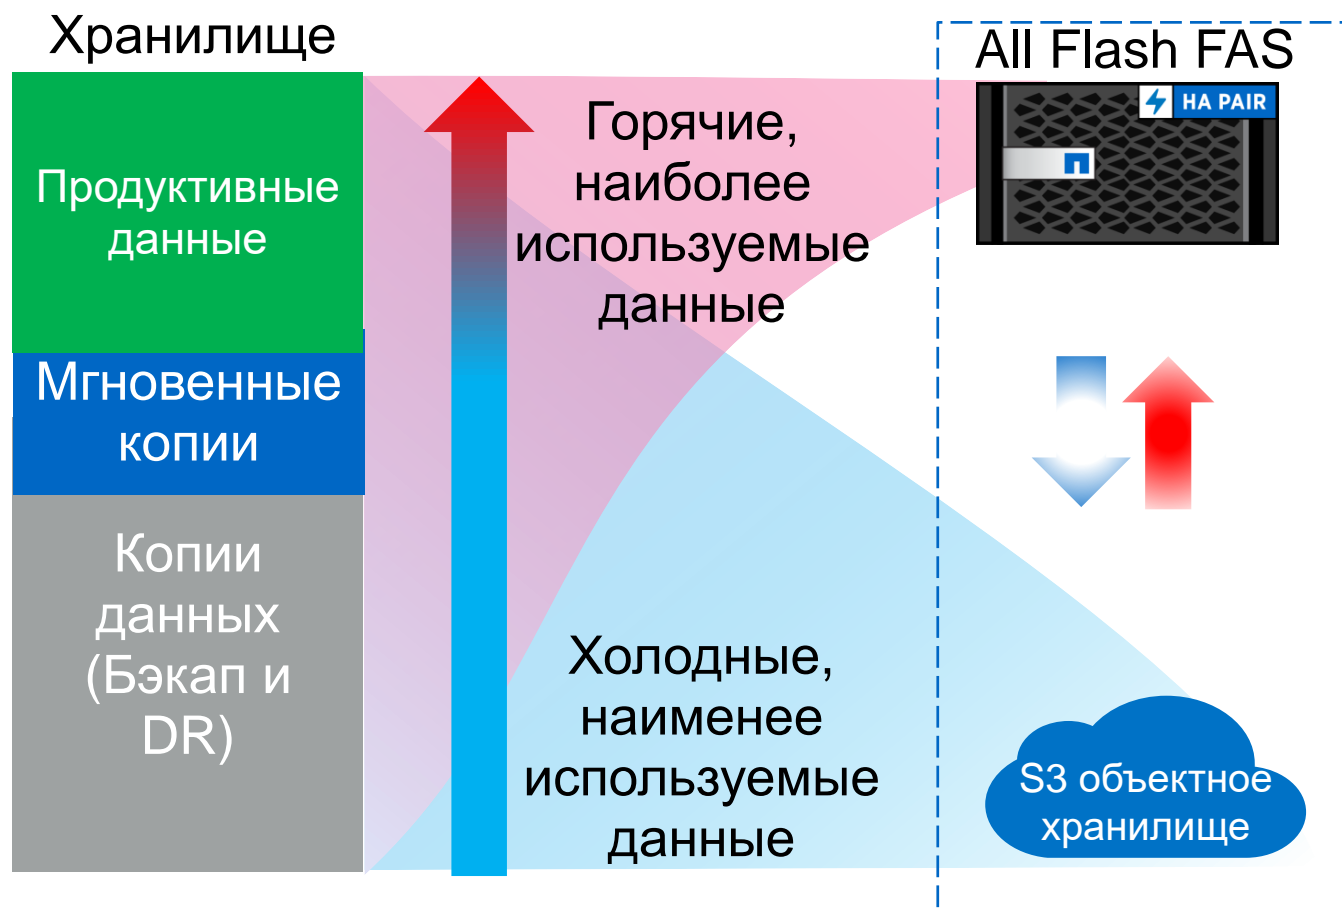 Хранилище
Продуктивные
данные
Мгновенные
копии
Копии
данных
(Бэкап и
DR)
Горячие,
наиболее
используемые
данные
Холодные,
наименее
используемые
данные
All Flash FAS
HA PAIR
S3 объектное
хранилище